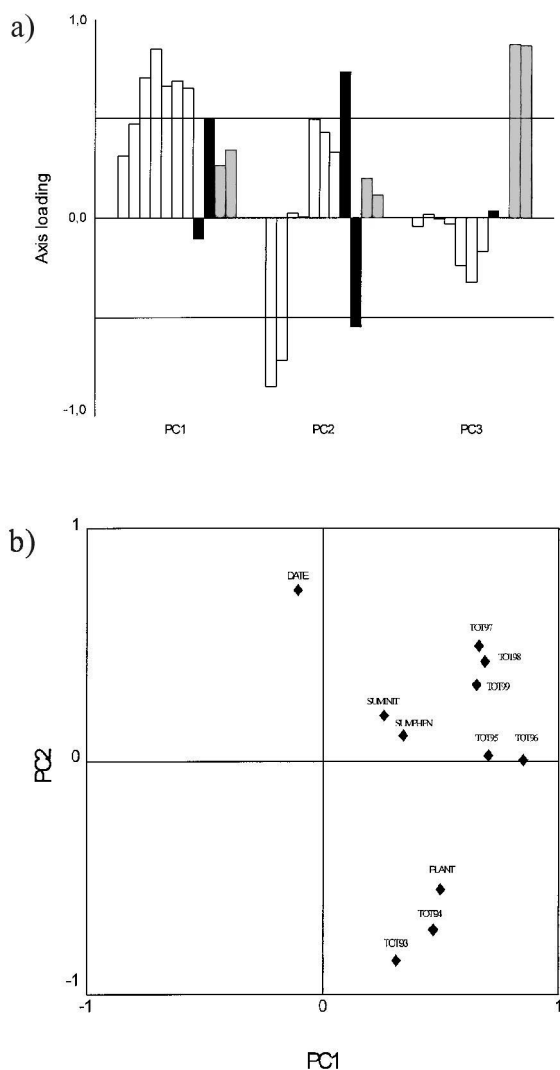 a)
1,0
0,0
-1,0
Axis loading
PC1 PC2 PC3
b)
1
DATE
TOT97
TOT98
TOT99
SUMINIT
SUMPHEN
TOT95 TOT96
0
PLANT
TOT94
TOT93
-1
-1 0 1
PC2
PC1